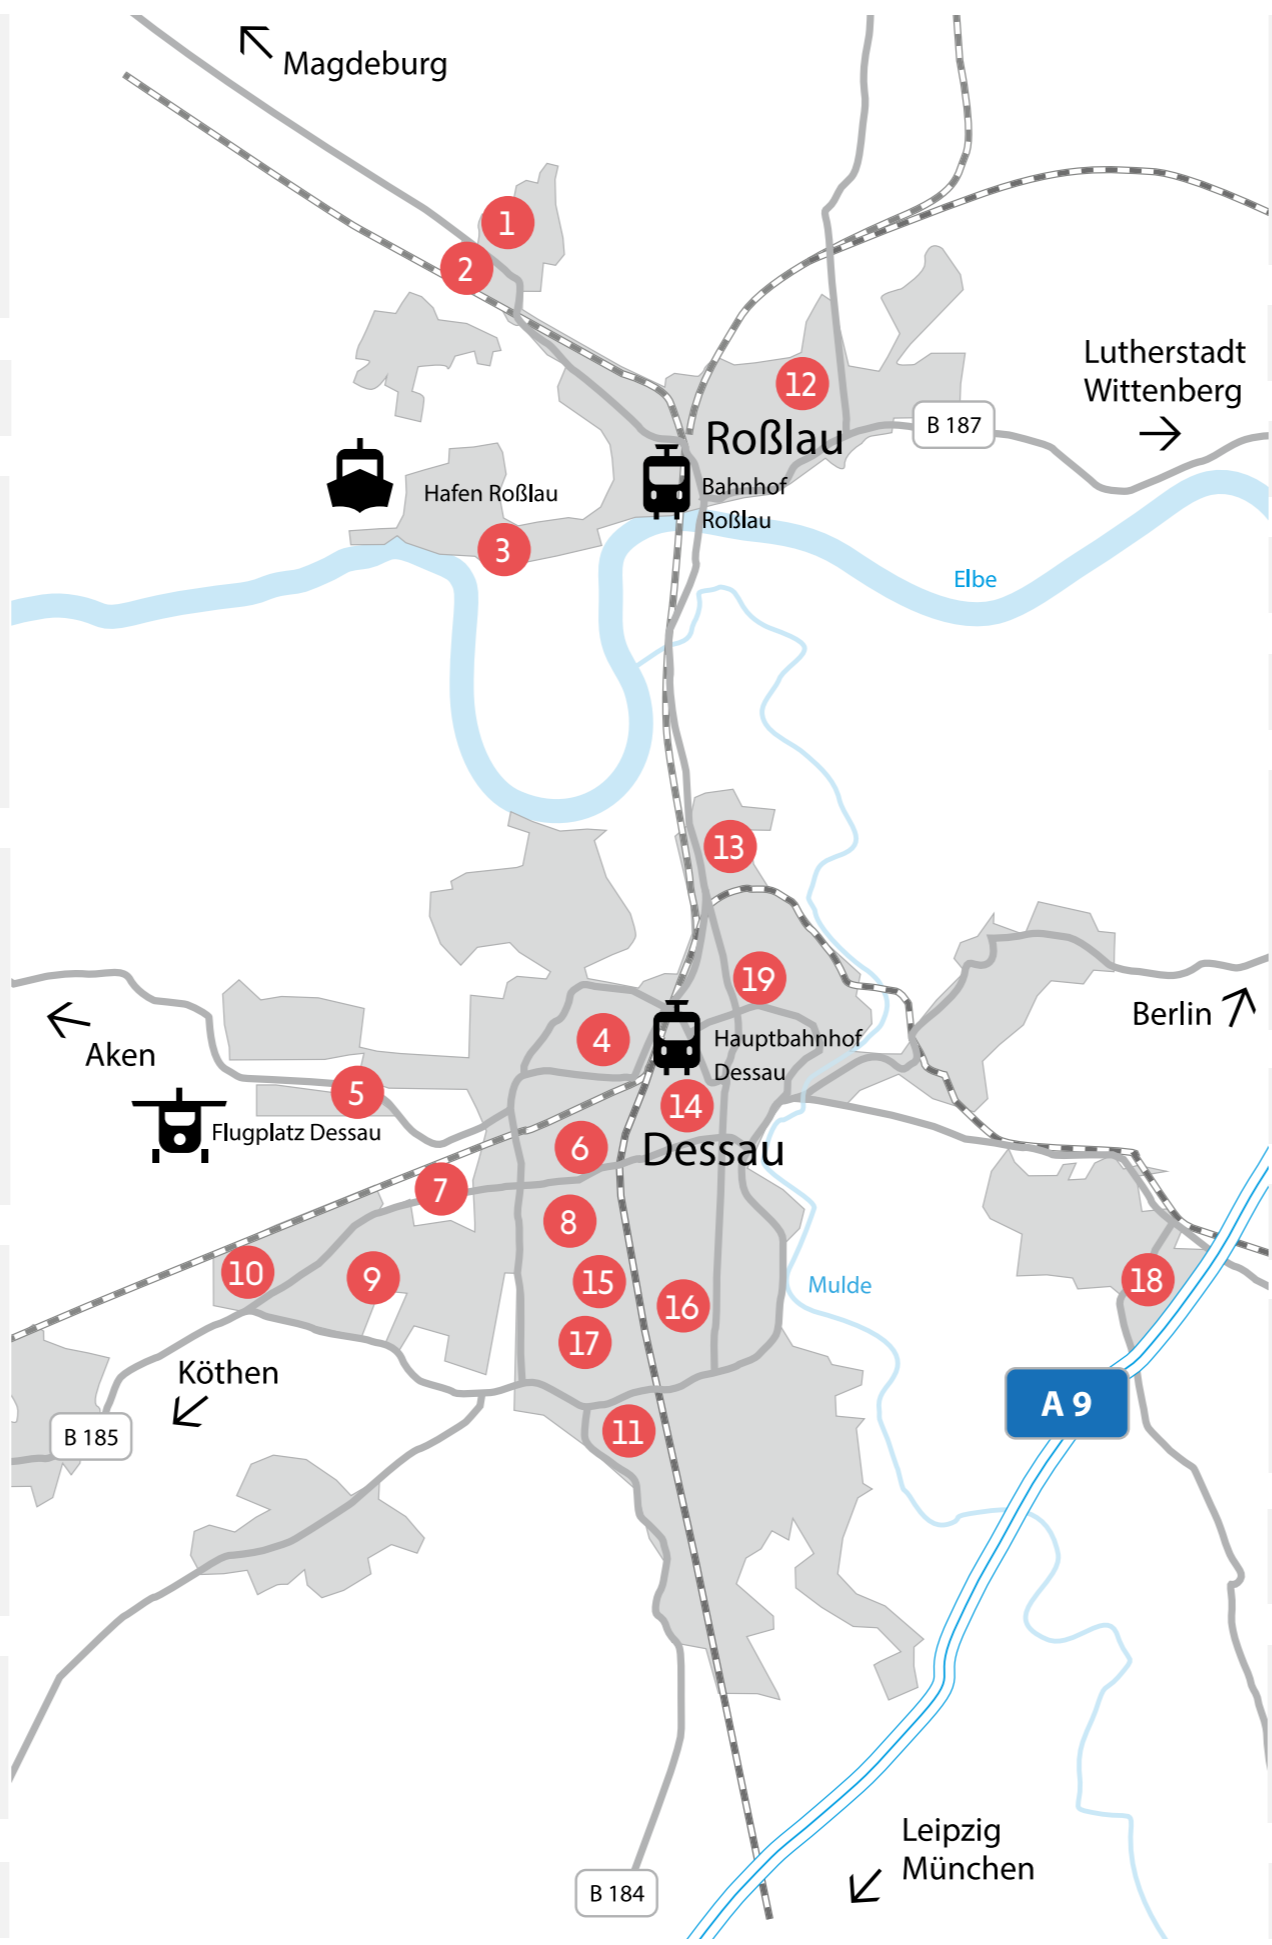 Magdeburg
1
2
12
Lutherstadt
Wittenberg
B 187
Roßlau
Bahnhof
Roßlau
Hafen Roßlau
3
Elbe
13
19
Berlin
4
Hauptbahnhof
Dessau
Aken
5
14
Flugplatz Dessau
6
Dessau
7
8
10
9
15
18
Mulde
16
17
Köthen
A 9
B 185
11
Leipzig
München
B 184